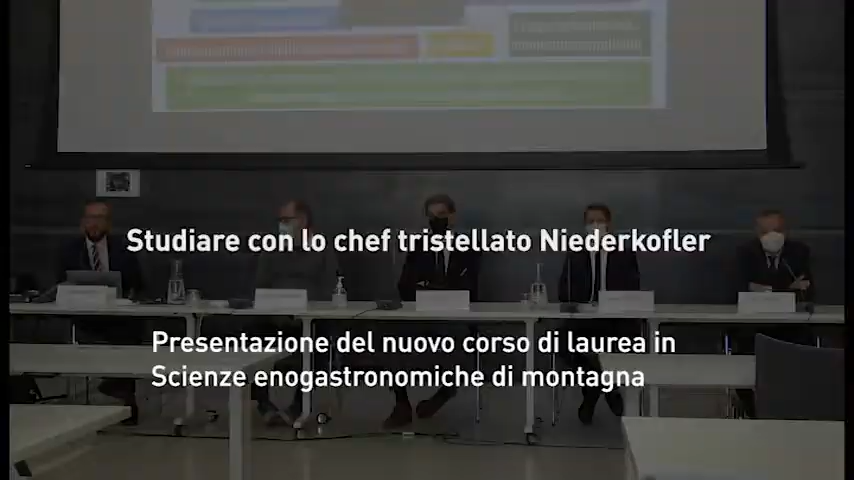 Studiare con lo chef tristellato Niederkofler
Presentazione del nuovo corso di laurea in
Scienze enogastronomiche di montagna